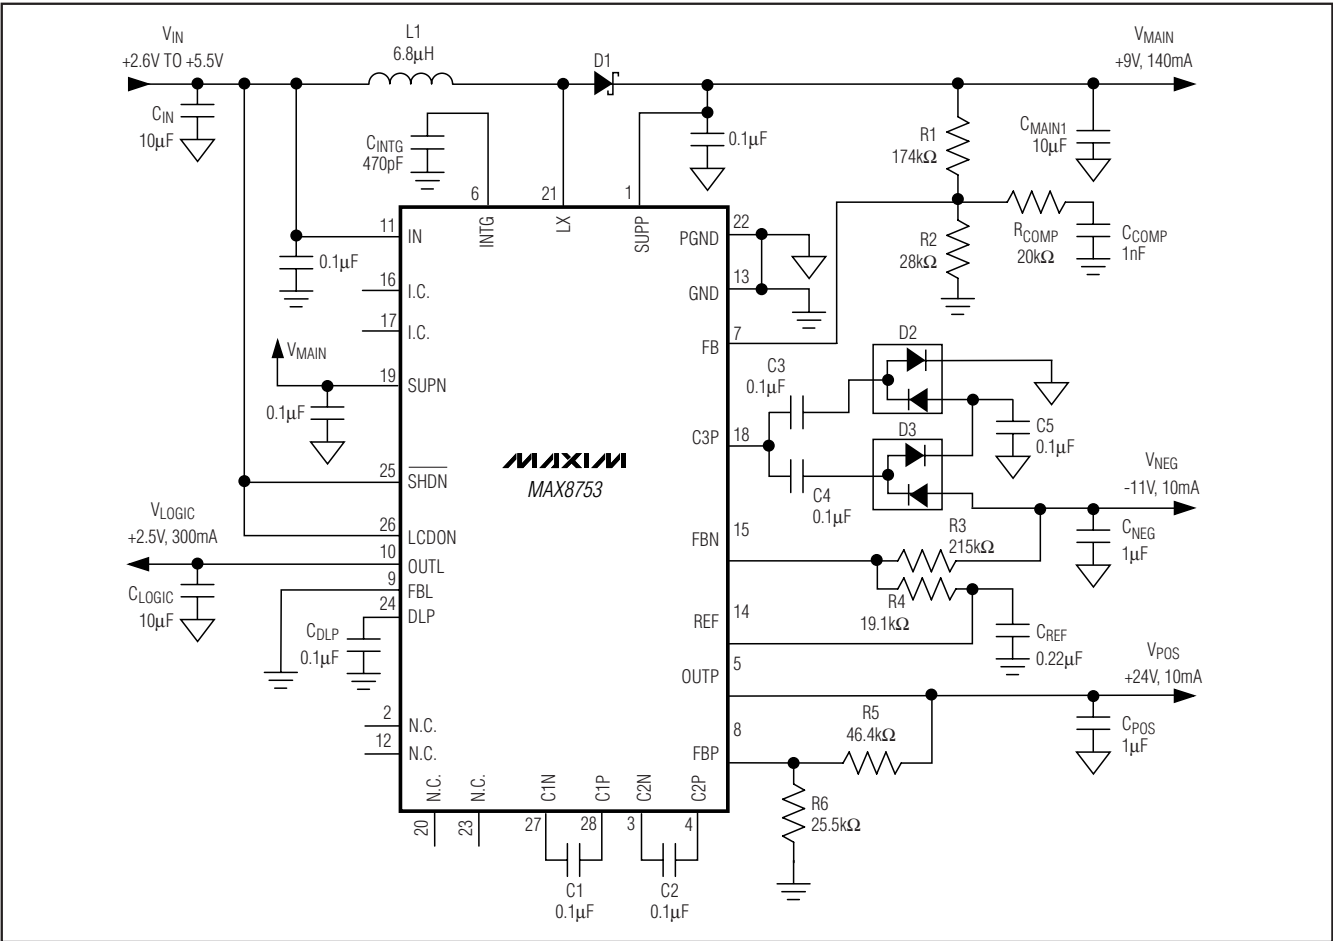 VIN
+2.6V TO +5.5V
L1
6.8µH
D1
VMAIN
+9V, 140mA
CIN
10µF
CINTG
470pF
0.1µF
R1
174kΩ
CMAIN1
10µF
6
21
1
INTG
LX
SUPP
11
IN
0.1µF
22
PGND
13
GND
R2
28kΩ
RCOMP
20kΩ
CCOMP
1nF
16
I.C.
17
I.C.
7
FB
VMAIN
19
SUPN
0.1µF
C3
0.1µF
D2
18
C3P
D3
C5
0.1µF
MAXIM
MAX8753
25
SHDN
C4
0.1µF
VNEG
-11V, 10mA
VLOGIC
+2.5V, 300mA
26
LCDON
10
OUTL
9
FBL
24
DLP
15
FBN
R3
215kΩ
CNEG
1µF
CLOGIC
10µF
CDLP
0.1µF
R4
19.1kΩ
14
REF
CREF
0.22µF
5
OUTP
VPOS
+24V, 10mA
2
N.C.
12
N.C.
8
FBP
R5
46.4kΩ
CPOS
1µF
N.C.
N.C.
C1N
C1P
C2N
C2P
20
23
27
28
3
4
R6
25.5kΩ
C1
0.1µF
C2
0.1µF